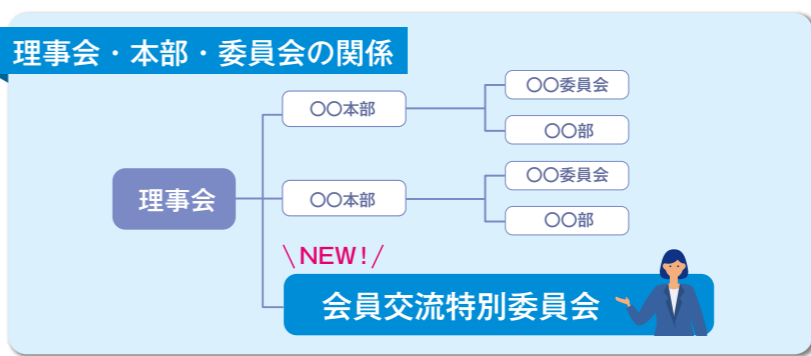 理事会・本部・委員会の関係
〇〇本部
〇〇委員会
〇〇部
理事会
〇〇本部
〇〇委員会
〇〇部
\NEW!/
会員交流特別委員会